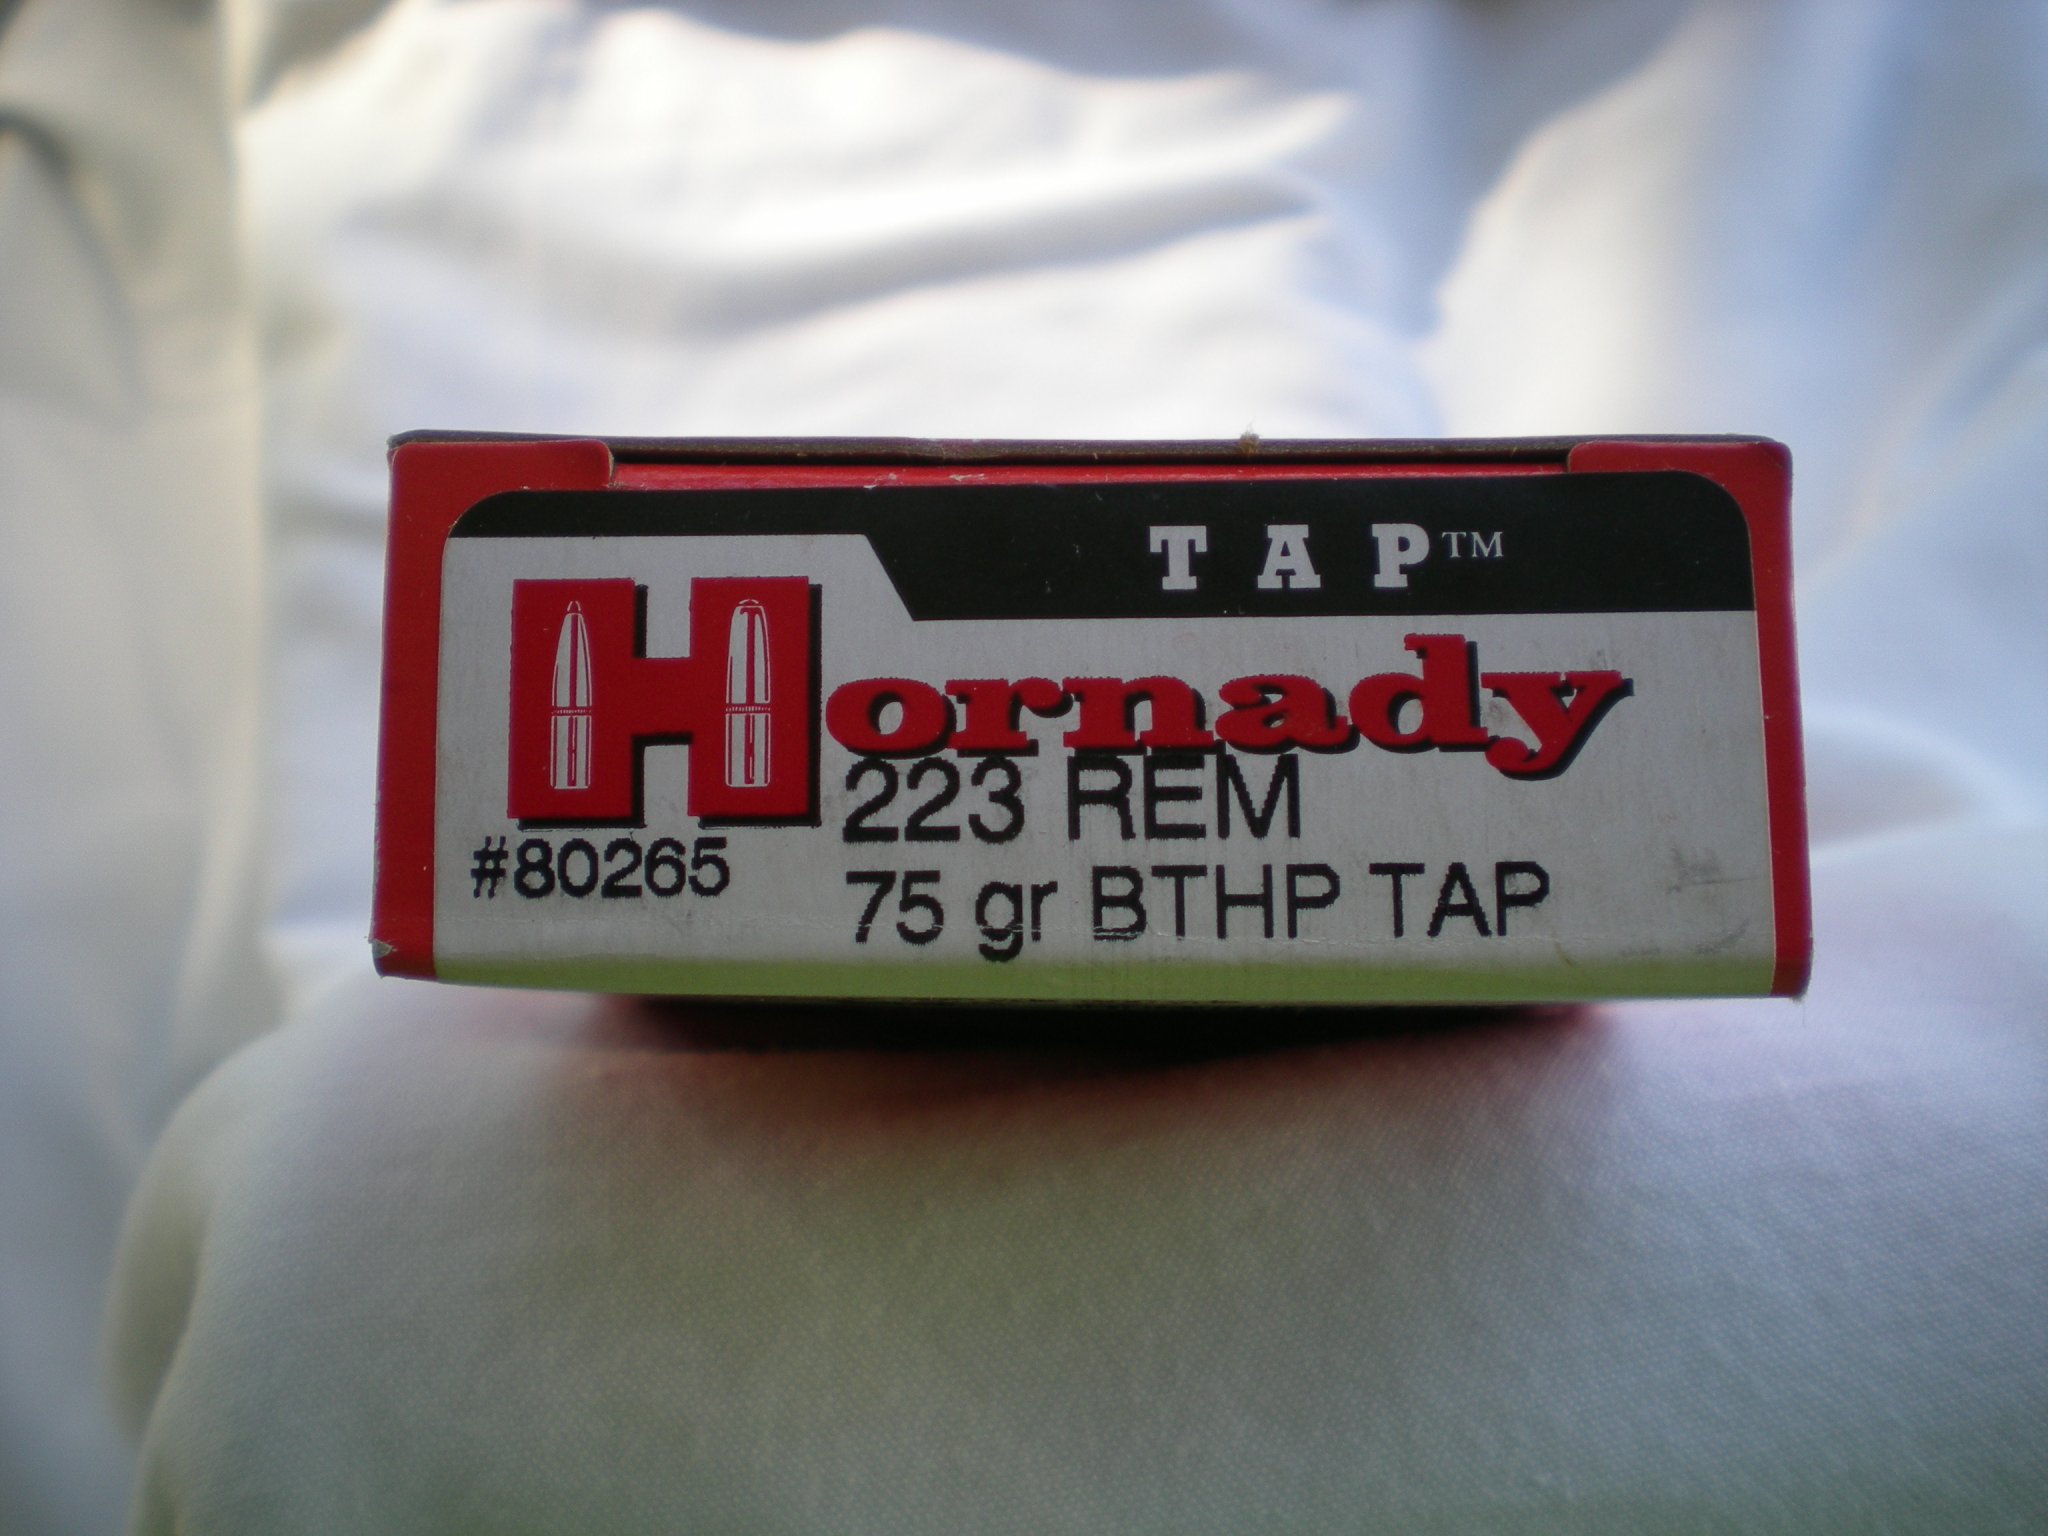 TAP™
Hornady
223 REM
#80265
75 gr BTHP TAP